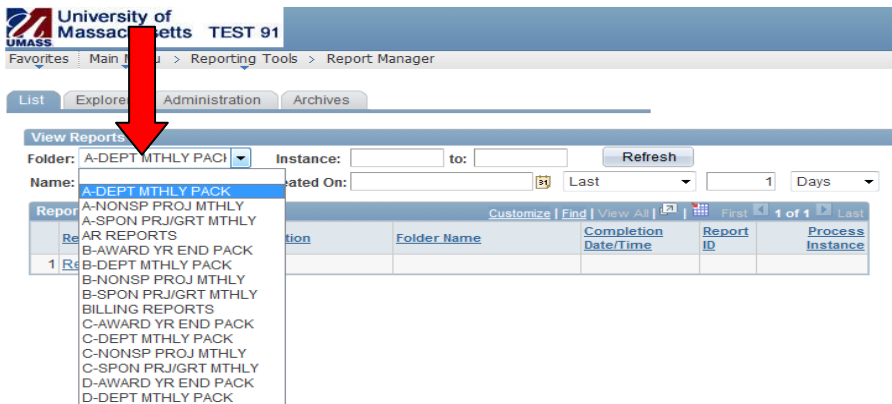 University of
UMASS Massachusetts TEST 91
Favorites Main Menu > Reporting Tools > Report Manager
List Explorer Administration Archives
View Reports
Folder: A-DEPT MTHLY PACK Instance: to: Refresh
Name: eated On: Last 1 Days
A-DEPT MTHLY PACK
A-NONSP PROJ MTHLY
A-SPON PRJ/GRT MTHLY
AR REPORTS
B-AWARD YR END PACK
B-DEPT MTHLY PACK
B-NONSP PROJ MTHLY
B-SPON PRJ/GRT MTHLY
BILLING REPORTS
C-AWARD YR END PACK
C-DEPT MTHLY PACK
C-NONSP PROJ MTHLY
C-SPON PRJ/GRT MTHLY
D-AWARD YR END PACK
D-DEPT MTHLY PACK
Repor Customize | Find | View All | | First 1 of 1 Last
Re tion Folder Name Completion Date/Time Report ID Process Instance
1 Re